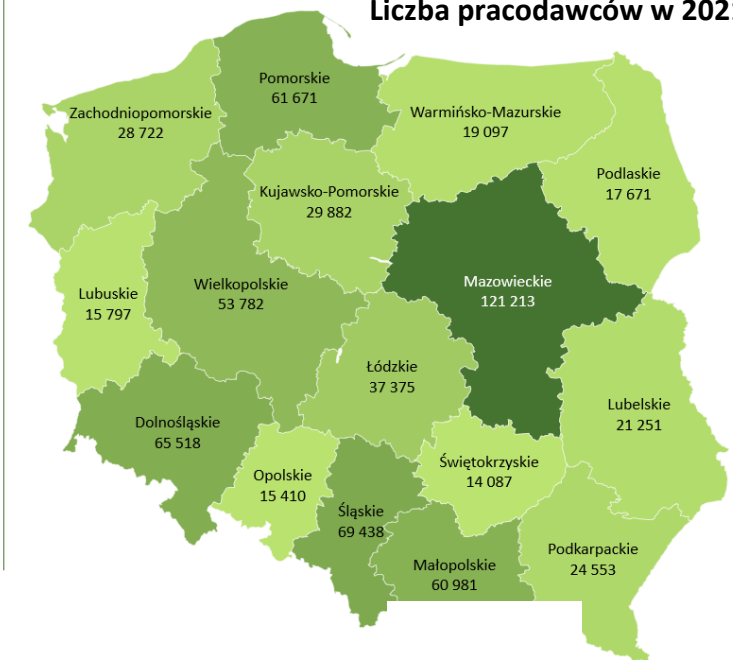 Liczba pracodawców w 2021
Pomorskie
61 671
Zachodniopomorskie
28 722
Warmińsko-Mazurskie
19 097
Podlaskie
17 671
Kujawsko-Pomorskie
29 882
Mazowieckie
121 213
Wielkopolskie
53 782
Lubuskie
15 797
Łódzkie
37 375
Lubelskie
21 251
Dolnośląskie
65 518
Świętokrzyskie
14 087
Opolskie
15 410
Śląskie
69 438
Podkarpackie
24 553
Małopolskie
60 981